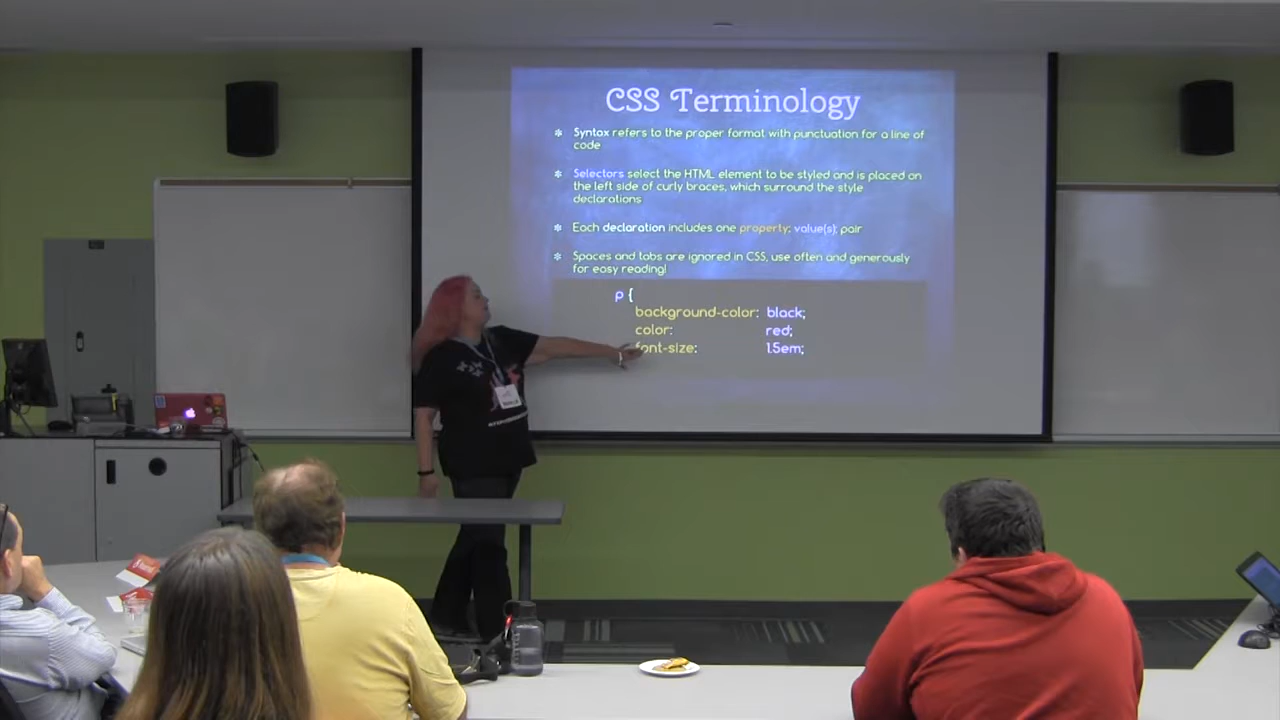 CSS Terminology
Syntax refers to the proper format with punctuation for a line of
code
Selectors select the HTML element to be styled and is placed on
the left side of curly braces, which surround the style
declarations
Each declaration includes one property: value(s); pair
Spaces and tabs are ignored in CSS, use often and generously
for easy reading!
p {
background-color: black;
color: red;
font-size: 1.5em;